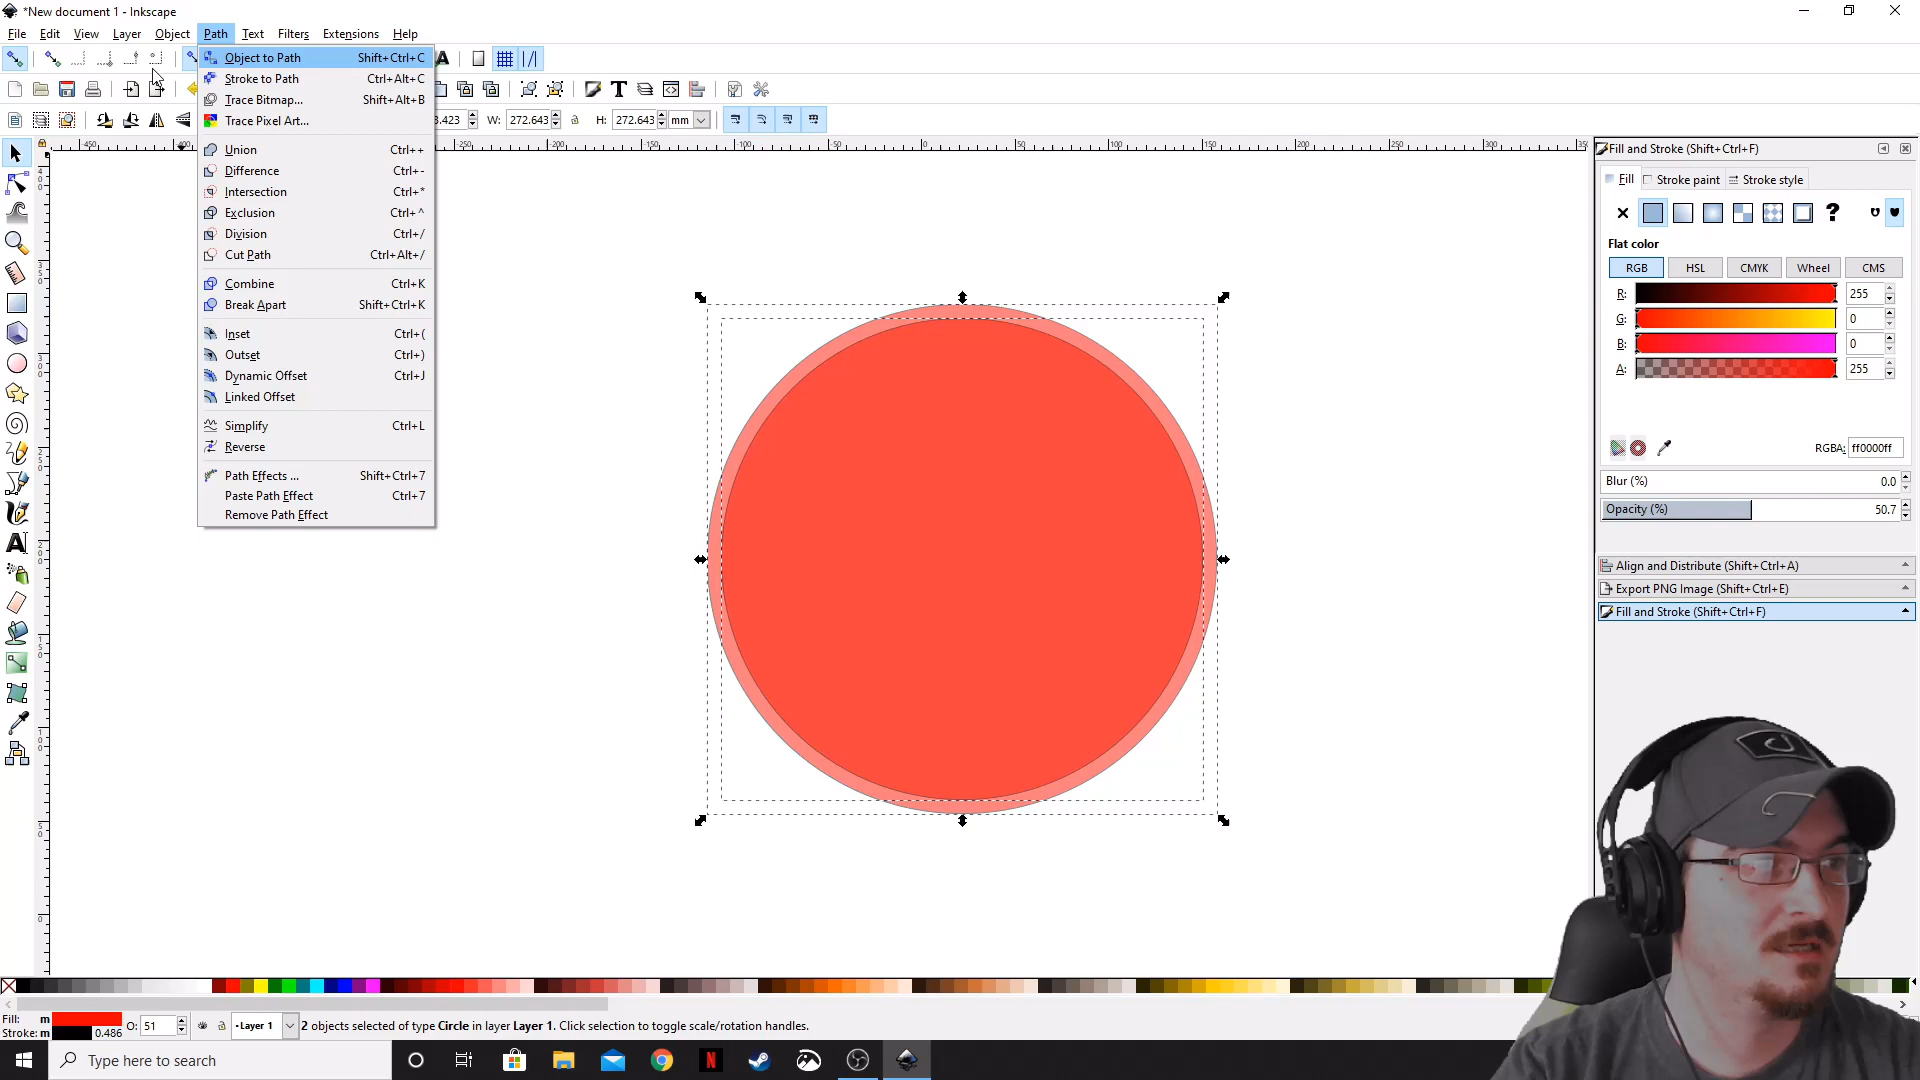 *New document 1 - Inkscape
File Edit View Layer Object Path Text Filters Extensions Help
Object to Path Shift+Ctrl+C
Stroke to Path Ctrl+Alt+C
Trace Bitmap... Shift+Alt+B
Trace Pixel Art...
Union Ctrl++
Difference Ctrl+-
Intersection Ctrl+*
Exclusion Ctrl+^
Division Ctrl+/
Cut Path Ctrl+Alt+/
Combine Ctrl+K
Break Apart Shift+Ctrl+K
Inset Ctrl+(
Outset Ctrl+)
Dynamic Offset Ctrl+J
Linked Offset
Simplify Ctrl+L
Reverse
Path Effects ... Shift+Ctrl+7
Paste Path Effect Ctrl+7
Remove Path Effect
3.423 W: 272.643 H: 272.643 mm
Fill and Stroke (Shift+Ctrl+F)
Fill Stroke paint Stroke style
?
Flat color
RGB HSL CMYK Wheel CMS
R: 255
G: 0
B: 0
A: 255
RGBA: ff0000ff
Blur (%) 0.0
Opacity (%) 50.7
Align and Distribute (Shift+Ctrl+A)
Export PNG Image (Shift+Ctrl+E)
Fill and Stroke (Shift+Ctrl+F)
Fill: m
Stroke: m 0.486 O: 51
Layer 1
2 objects selected of type Circle in layer Layer 1. Click selection to toggle scale/rotation handles.
Type here to search